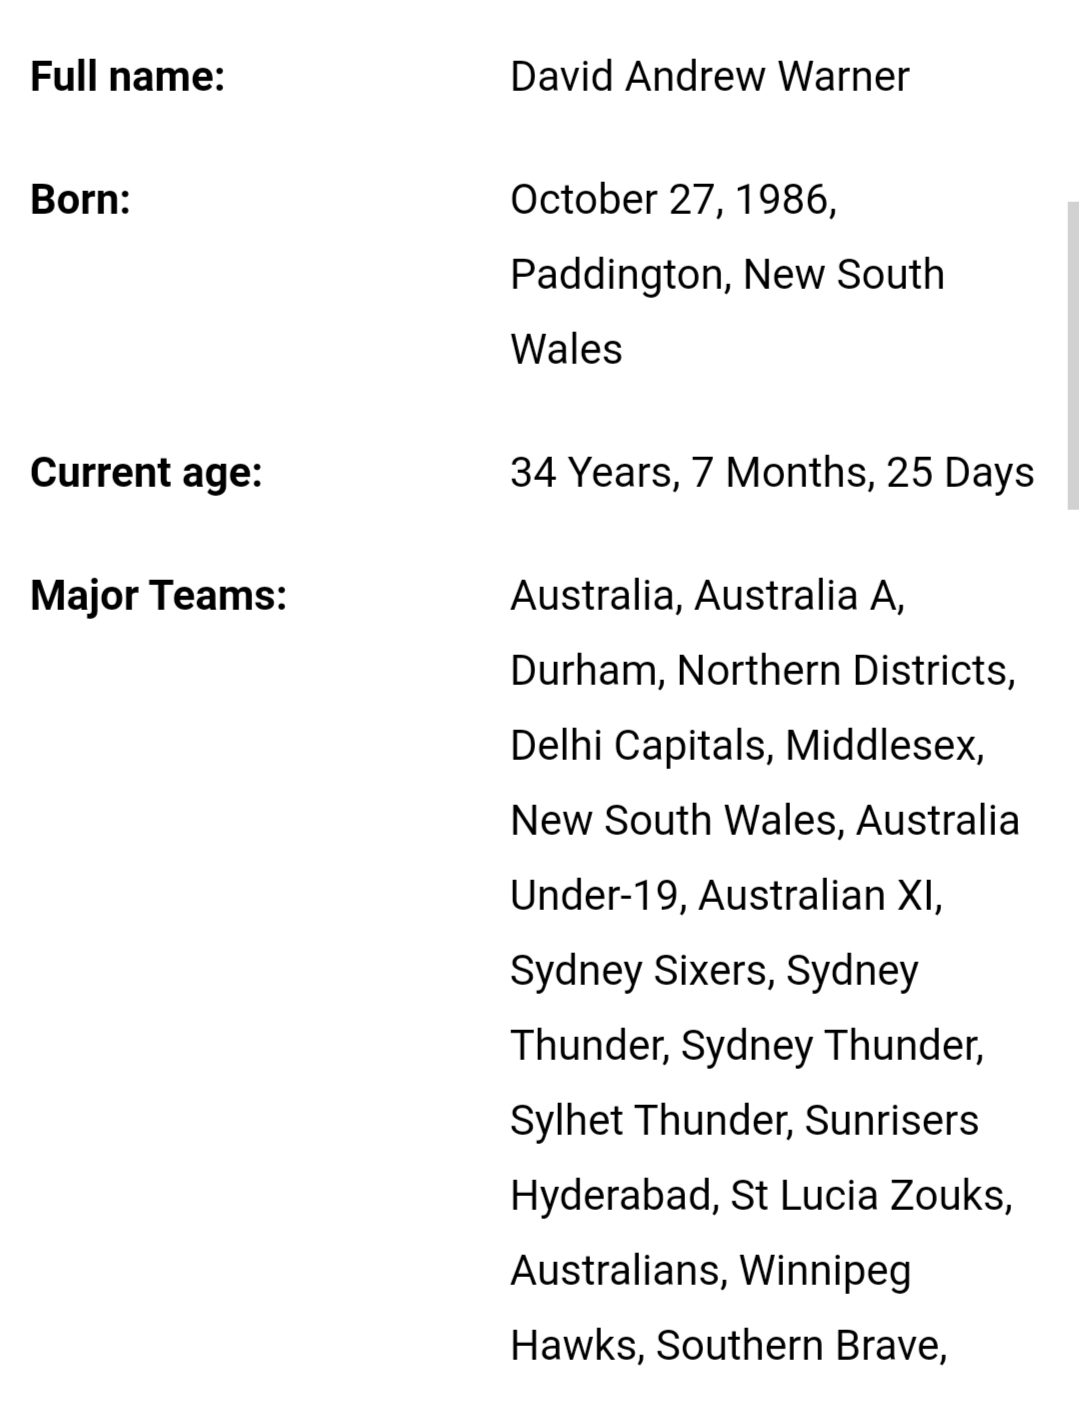 Full name: David Andrew Warner
Born: October 27, 1986,
Paddington, New South
Wales
Current age: 34 Years, 7 Months, 25 Days
Major Teams: Australia, Australia A,
Durham, Northern Districts,
Delhi Capitals, Middlesex,
New South Wales, Australia
Under-19, Australian XI,
Sydney Sixers, Sydney
Thunder, Sydney Thunder,
Sylhet Thunder, Sunrisers
Hyderabad, St Lucia Zouks,
Australians, Winnipeg
Hawks, Southern Brave,